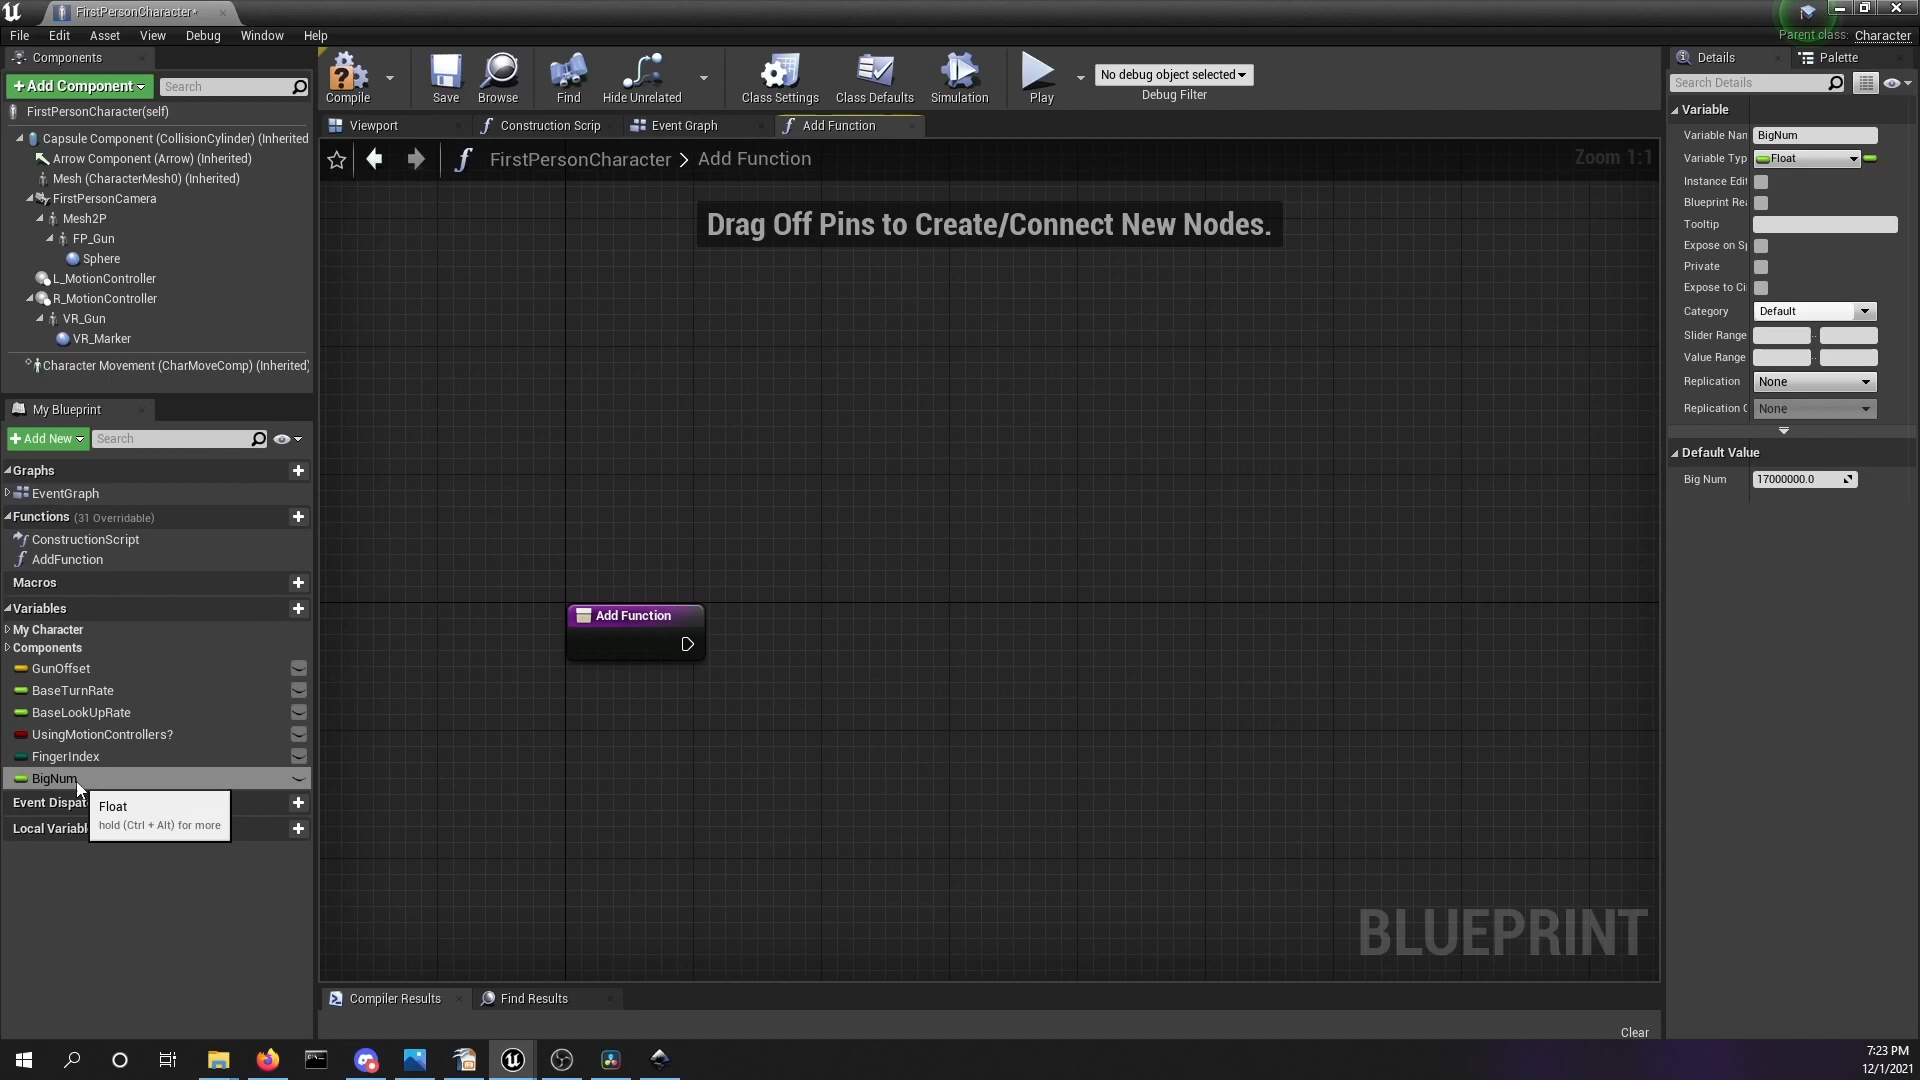 FirstPersonCharacter*
File Edit Asset View Debug Window Help
Parent class: Character
Components
+Add Component
Search
FirstPersonCharacter(self)
Capsule Component (CollisionCylinder) (Inherited
Arrow Component (Arrow) (Inherited)
Mesh (CharacterMesh0) (Inherited)
FirstPersonCamera
Mesh2P
FP_Gun
Sphere
L_MotionController
R_MotionController
VR_Gun
VR_Marker
Character Movement (CharMoveComp) (Inherited)
My Blueprint
+Add New
Search
Graphs
EventGraph
Functions (31 Overridable)
ConstructionScript
AddFunction
Macros
Variables
My Character
Components
GunOffset
BaseTurnRate
BaseLookUpRate
UsingMotionControllers?
FingerIndex
BigNum
Event Dispat
Local Variabl
Float
hold (Ctrl + Alt) for more
Compile
Save
Browse
Find
Hide Unrelated
Class Settings
Class Defaults
Simulation
Play
No debug object selected
Debug Filter
Viewport
Construction Scrip
Event Graph
Add Function
FirstPersonCharacter > Add Function
Zoom 1:1
Drag Off Pins to Create/Connect New Nodes.
Add Function
BLUEPRINT
Compiler Results
Find Results
Clear
Details
Palette
Search Details
Variable
Variable Nan BigNum
Variable Typ Float
Instance Edit
Blueprint Rea
Tooltip
Expose on Sp
Private
Expose to Ci
Category Default
Slider Range
Value Range
Replication None
Replication C None
Default Value
Big Num 17000000.0
7:23 PM
12/1/2021